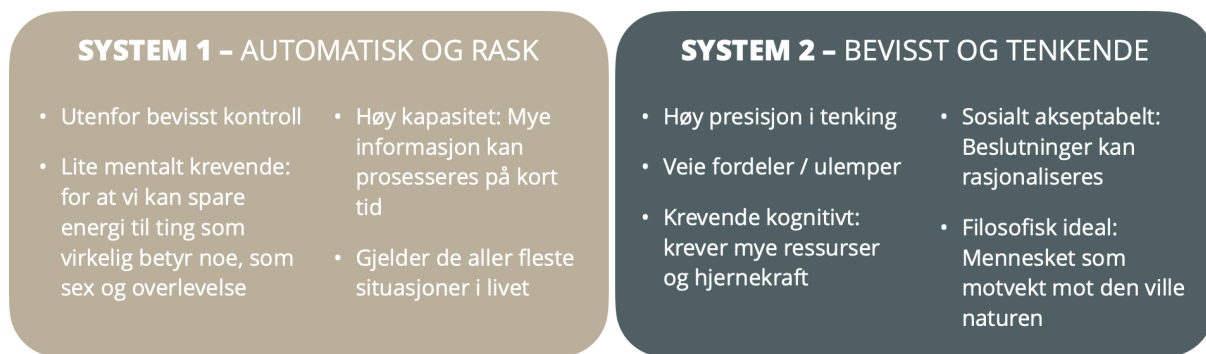 SYSTEM 1 – AUTOMATISK OG RASK
• Utenfor bevisst kontroll
• Lite mentalt krevende:
for at vi kan spare
energi til ting som
virkelig betyr noe, som
sex og overlevelse
• Høy kapasitet: Mye
informasjon kan
prosesseres på kort
tid
• Gjelder de aller fleste
situasjoner i livet
SYSTEM 2 – BEVISST OG TENKENDE
• Høy presisjon i tenking
• Veie fordeler / ulemper
• Krevende kognitivt:
krever mye ressurser
og hjernekraft
• Sosialt akseptabelt:
Beslutninger kan
rasjonaliseres
• Filosofisk ideal:
Mennesket som
motvekt mot den ville
naturen